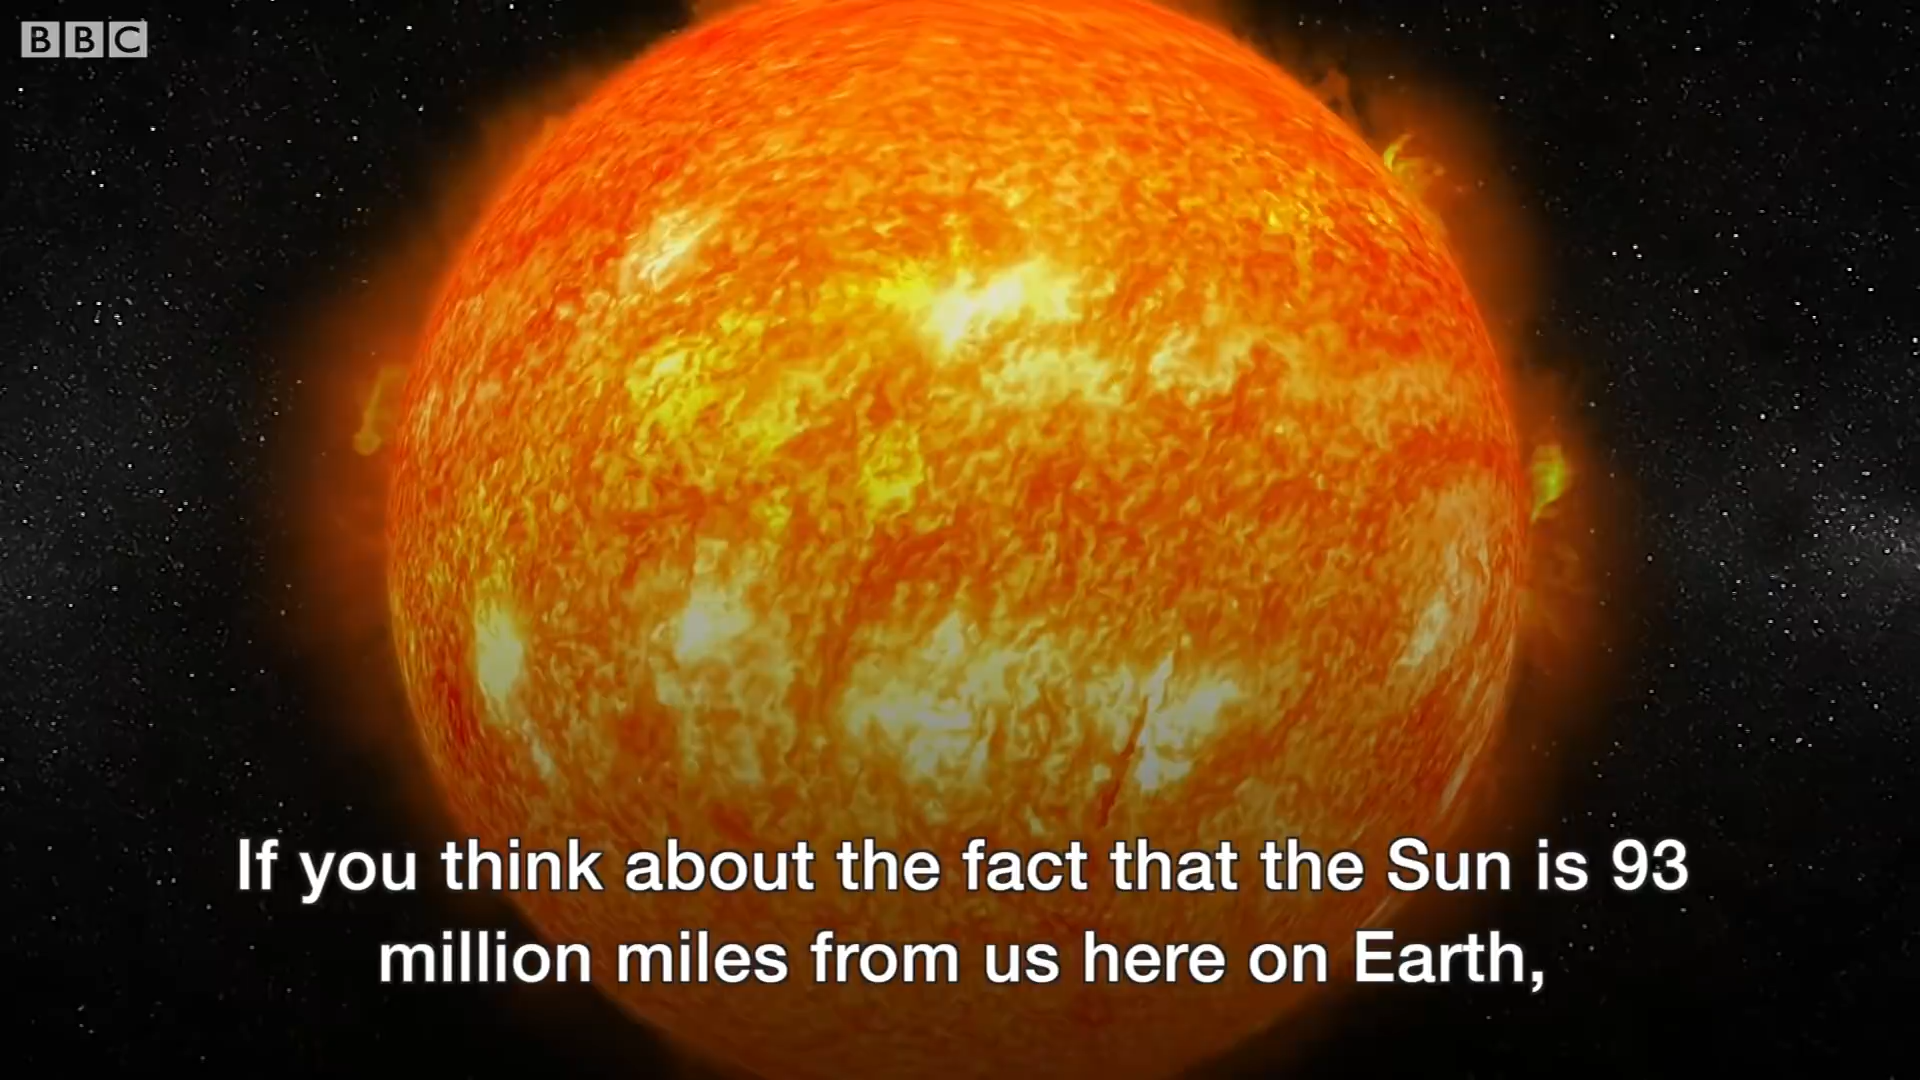 BBC
If you think about the fact that the Sun is 93
million miles from us here on Earth,